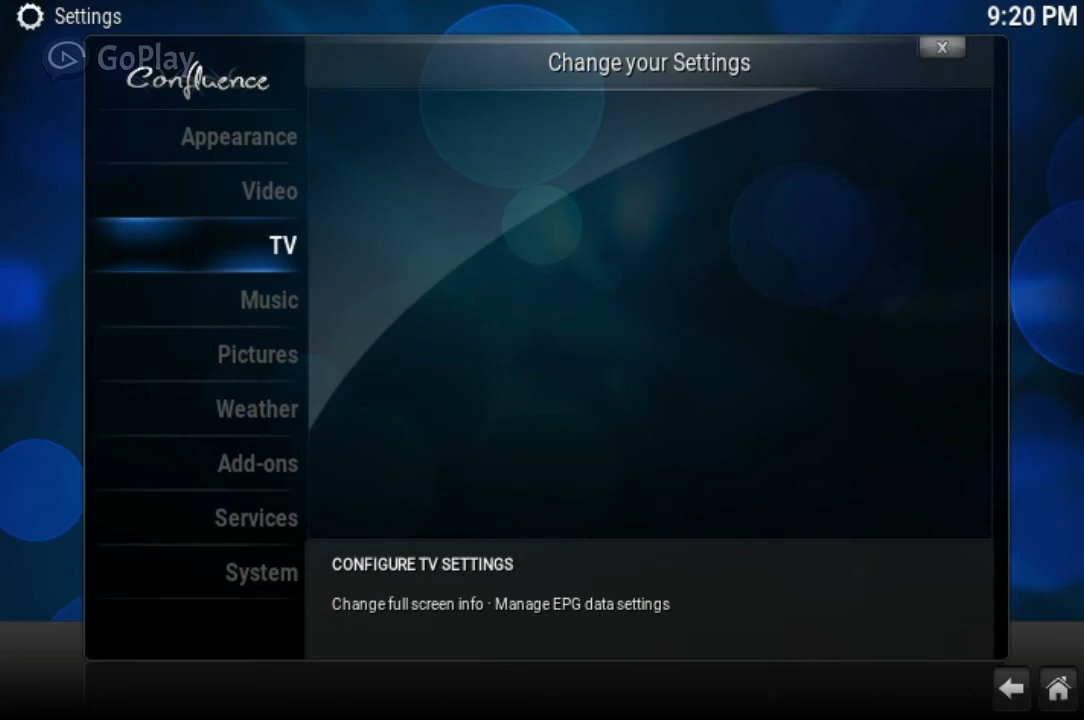 Settings
9:20 PM
GoPlay
Confluence
Change your Settings
x
Appearance
Video
TV
Music
Pictures
Weather
Add-ons
Services
System
CONFIGURE TV SETTINGS
Change full screen info · Manage EPG data settings